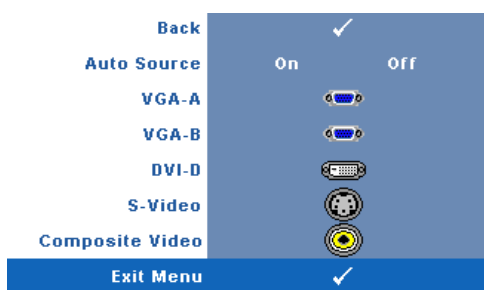 Back
Auto Source On Off
VGA-A
VGA-B
DVI-D
S-Video
Composite Video
Exit Menu